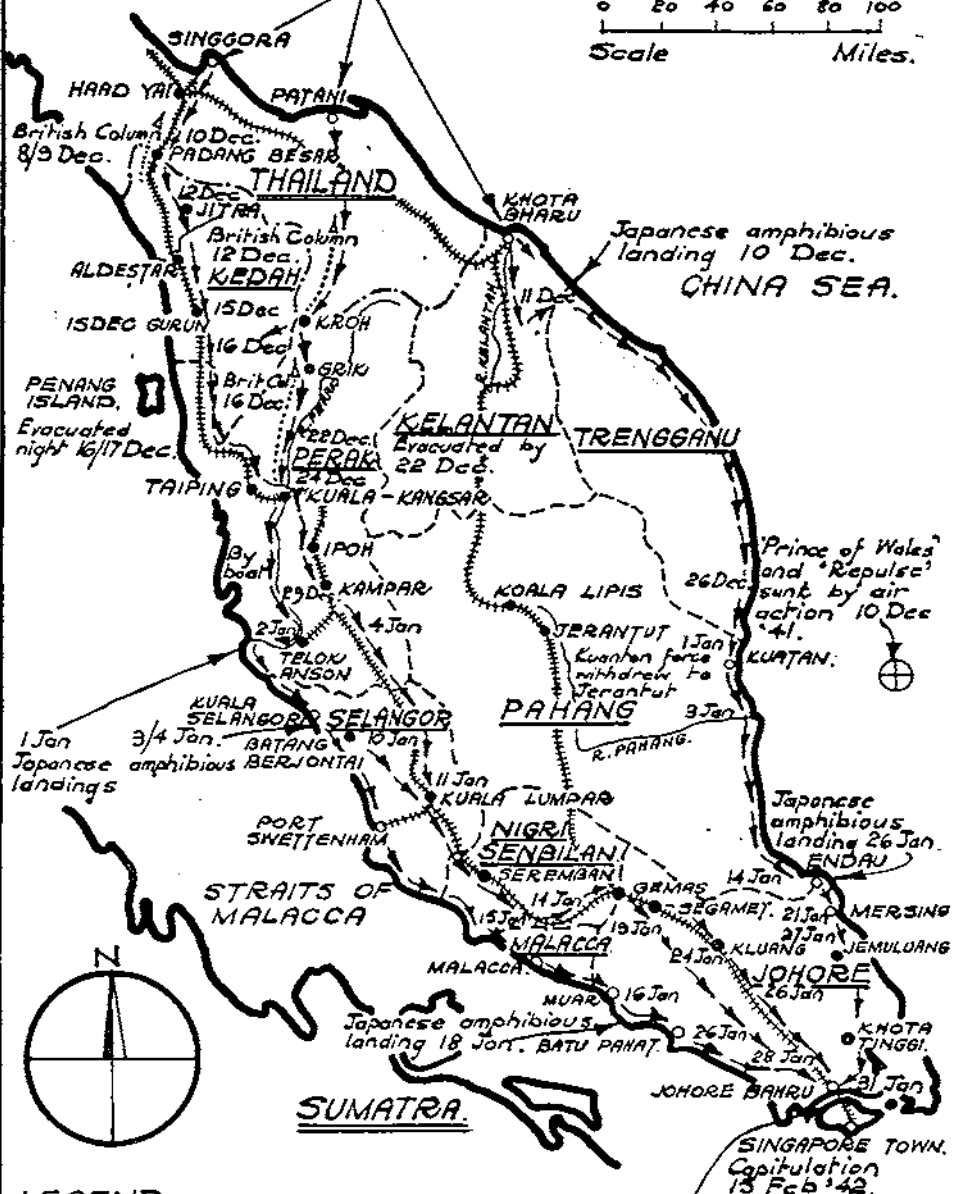 0 20 40 60 80 100
Scale Miles.
SINGGORA
HAAD YAI
PATANI
British Column
8/9 Dec.
10 Dec.
PADANG BESAR
THAILAND
12 Dec
JITRA
KHOTA
BHARU
British Column
12 Dec.
KEDAH
Japanese amphibious
landing 10 Dec.
CHINA SEA.
ALDESTAR
11 Dec
15 Dec
15 DEC GURUN
KROH
R. KELANTAN
16 Dec
GRIK
PENANG
ISLAND.
Brit Col.
16 Dec
Evacuated
night 16/17 Dec.
22 Dec.
PERAK
24 Dec
KELANTAN
Evacuated by
22 Dec.
TRENGGANU
TAIPING
KUALA-KANGSAR
IPOH
By
boat
KAMPAR
29 D
KOALA LIPIS
26 Dec
'Prince of Wales'
and 'Repulse'
sunk by air
action 10 Dec
'41.
2 Jan
4 Jan
JERANTUT
1 Jan
KUATAN.
TELOKU
ANSON
Kuantan force
withdrew to
Jerantut
KUALA
SELANGOR
SELANGOR
PAHANG
3 Jan
1 Jan
Japanese amphibious
landings
3/4 Jan.
BATANG
BERJONTAI
10 Jan
R. PAHANG.
11 Jan
KUALA LUMPAR
PORT
SWETTENHAM
NIGRI
SENBILAN
SEREMBAN
Japanese
amphibious
landing 26 Jan.
ENDAU
STRAITS OF
MALACCA
14 Jan
GEMAS
SEGAMET.
14 Jan
21 Jan
MERSING
15 Jan
19 Jan
27 Jan
JEMULUANG
MALACCA
KLUANG
24 Jan
MALACCA.
JOHORE
26 Jan
N
MUAR
16 Jan
Japanese amphibious
landing 18 Jan.
BATU PAHAT.
26 Jan
KHOTA
TINGGI.
28 Jan
JOHORE BAHRU
31 Jan
SUMATRA.
SINGAPORE TOWN.
Capitulation
15 Feb '42.
LEGEND